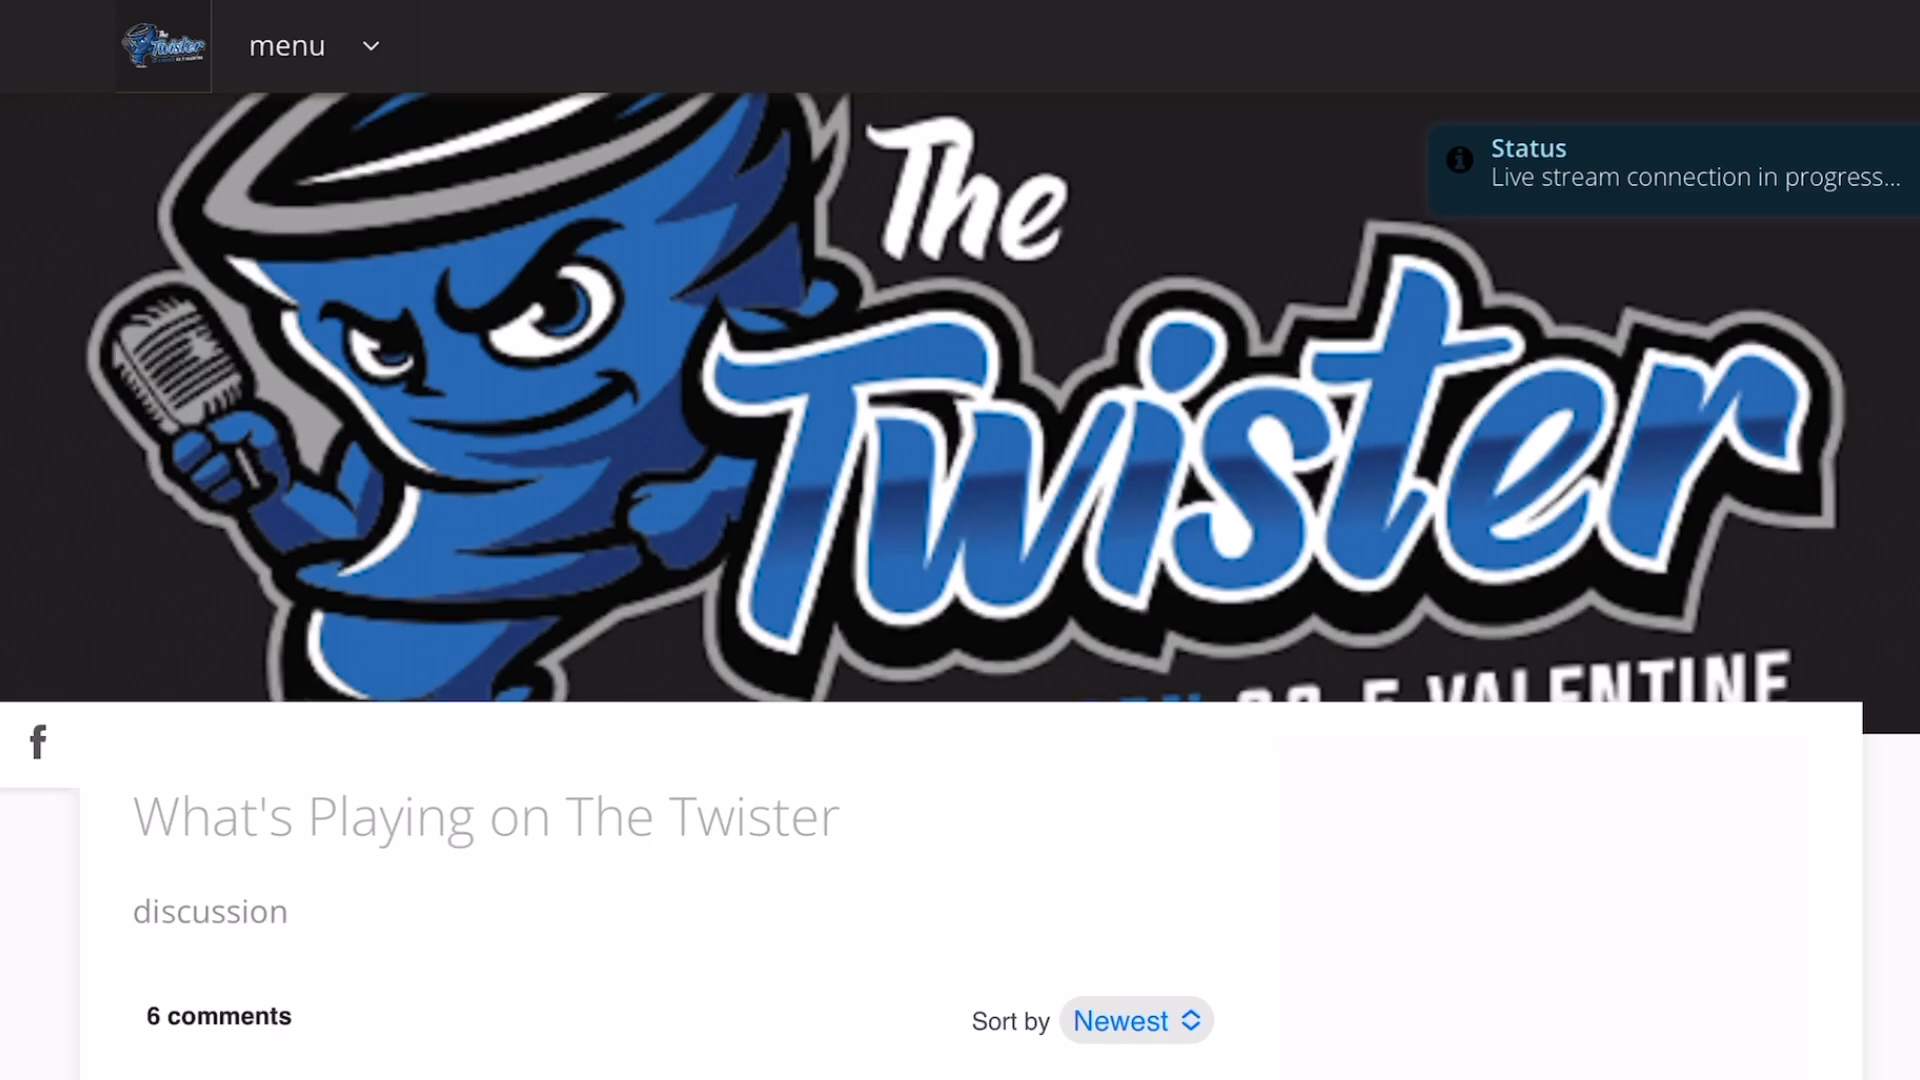 menu
The
Twister
Status
Live stream connection in progress...
VALENTINE
What's Playing on The Twister
discussion
6 comments
Sort by Newest